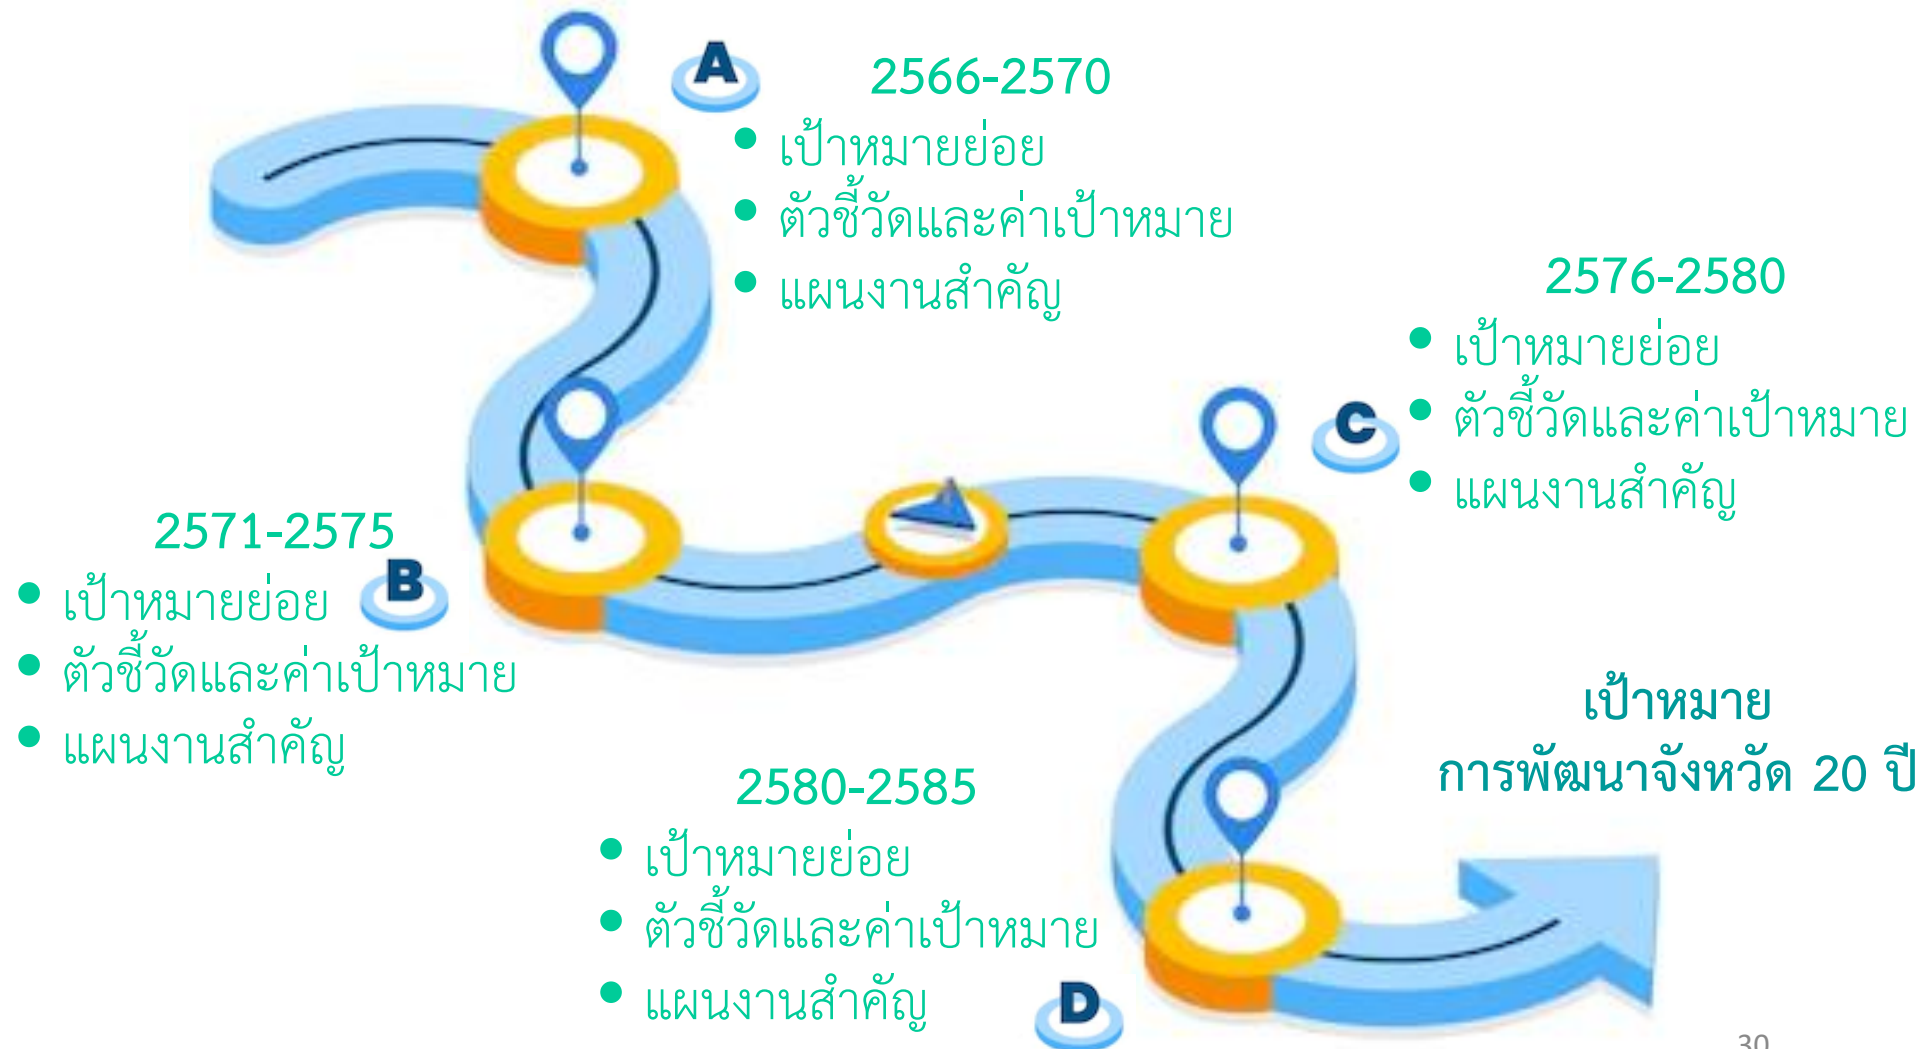 A
2566-2570
• เป้าหมายย่อย
• ตัวชี้วัดและค่าเป้าหมาย
• แผนงานสำคัญ
2571-2575
B
• เป้าหมายย่อย
• ตัวชี้วัดและค่าเป้าหมาย
• แผนงานสำคัญ
2576-2580
C
• เป้าหมายย่อย
• ตัวชี้วัดและค่าเป้าหมาย
• แผนงานสำคัญ
2580-2585
• เป้าหมายย่อย
• ตัวชี้วัดและค่าเป้าหมาย
• แผนงานสำคัญ
D
เป้าหมาย
การพัฒนาจังหวัด 20 ปี
30